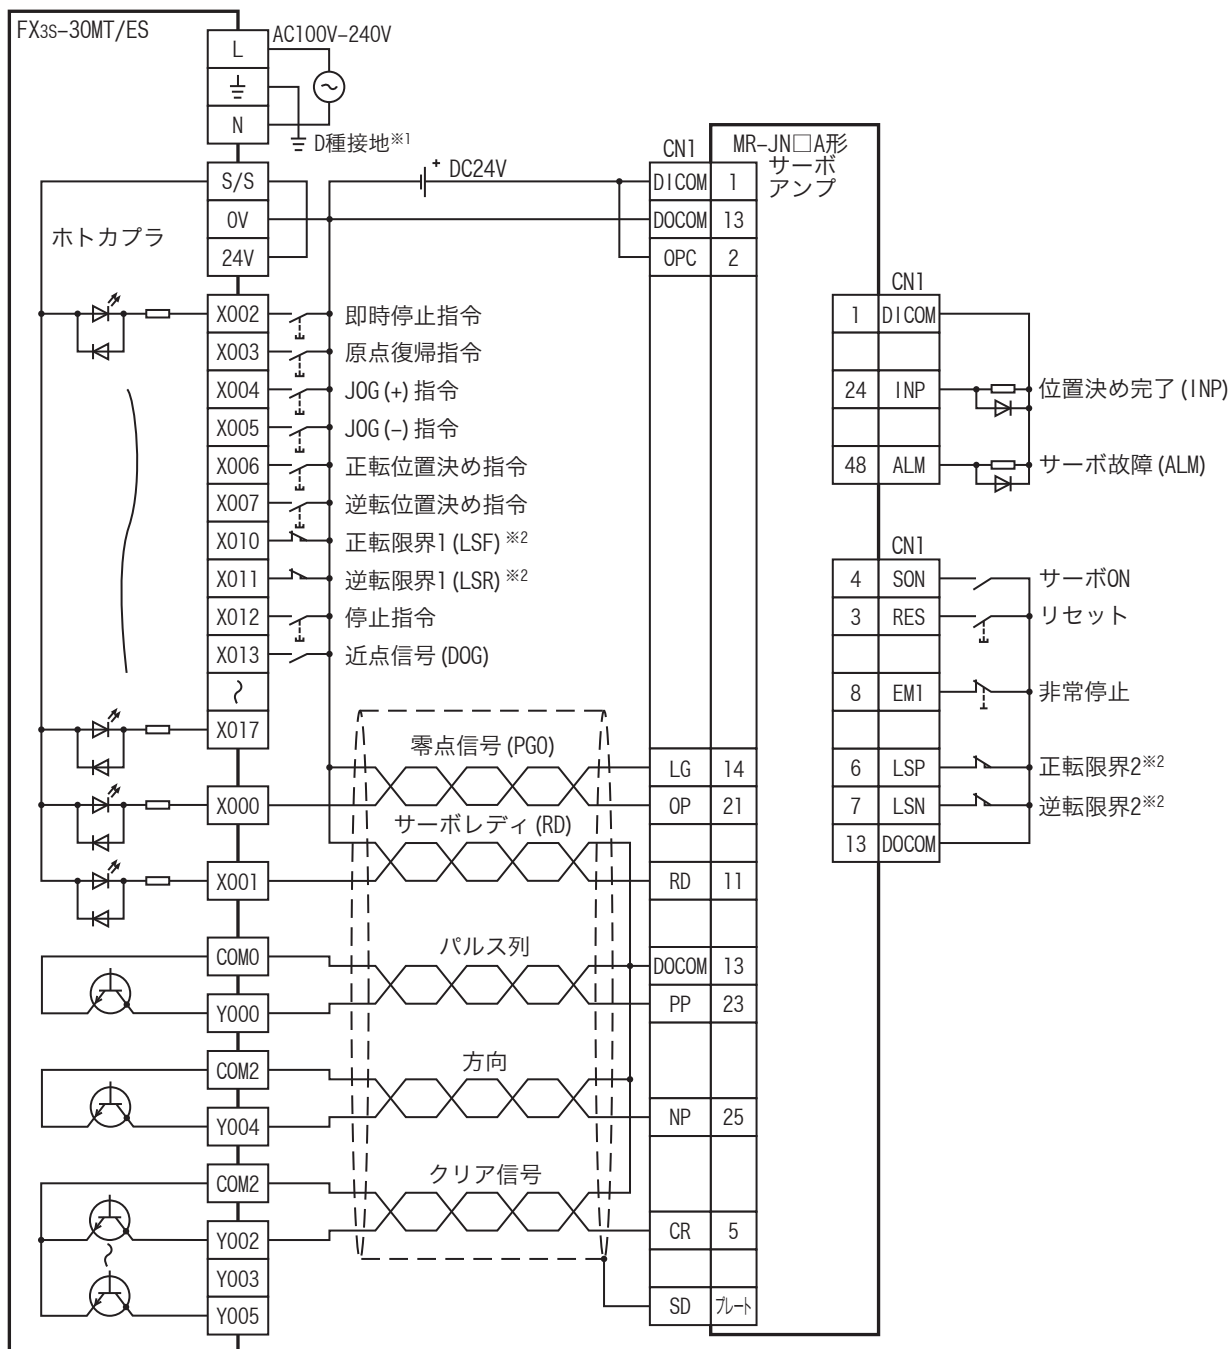 FX3S-30MT/ES
L
AC100V-240V
N
D種接地※1
S/S
0V
24V
ホトカプラ
+ DC24V
CN1
MR-JN□A形
サーボ
アンプ
DICOM 1
DOCOM 13
OPC 2
X002 即時停止指令
X003 原点復帰指令
X004 JOG(+)指令
X005 JOG(-)指令
X006 正転位置決め指令
X007 逆転位置決め指令
X010 正転限界1(LSF)※2
X011 逆転限界1(LSR)※2
X012 停止指令
X013 近点信号(DOG)
X017
CN1
1 DICOM
24 INP 位置決め完了(INP)
48 ALM サーボ故障(ALM)
CN1
4 SON サーボON
3 RES リセット
8 EM1 非常停止
6 LSP 正転限界2※2
7 LSN 逆転限界2※2
13 DOCOM
零点信号(PG0)
LG 14
X000
OP 21
サーボレディ(RD)
X001
RD 11
COM0
パルス列
DOCOM 13
Y000
PP 23
COM2
方向
Y004
NP 25
COM2
クリア信号
Y002
CR 5
Y003
Y005
SD プレート